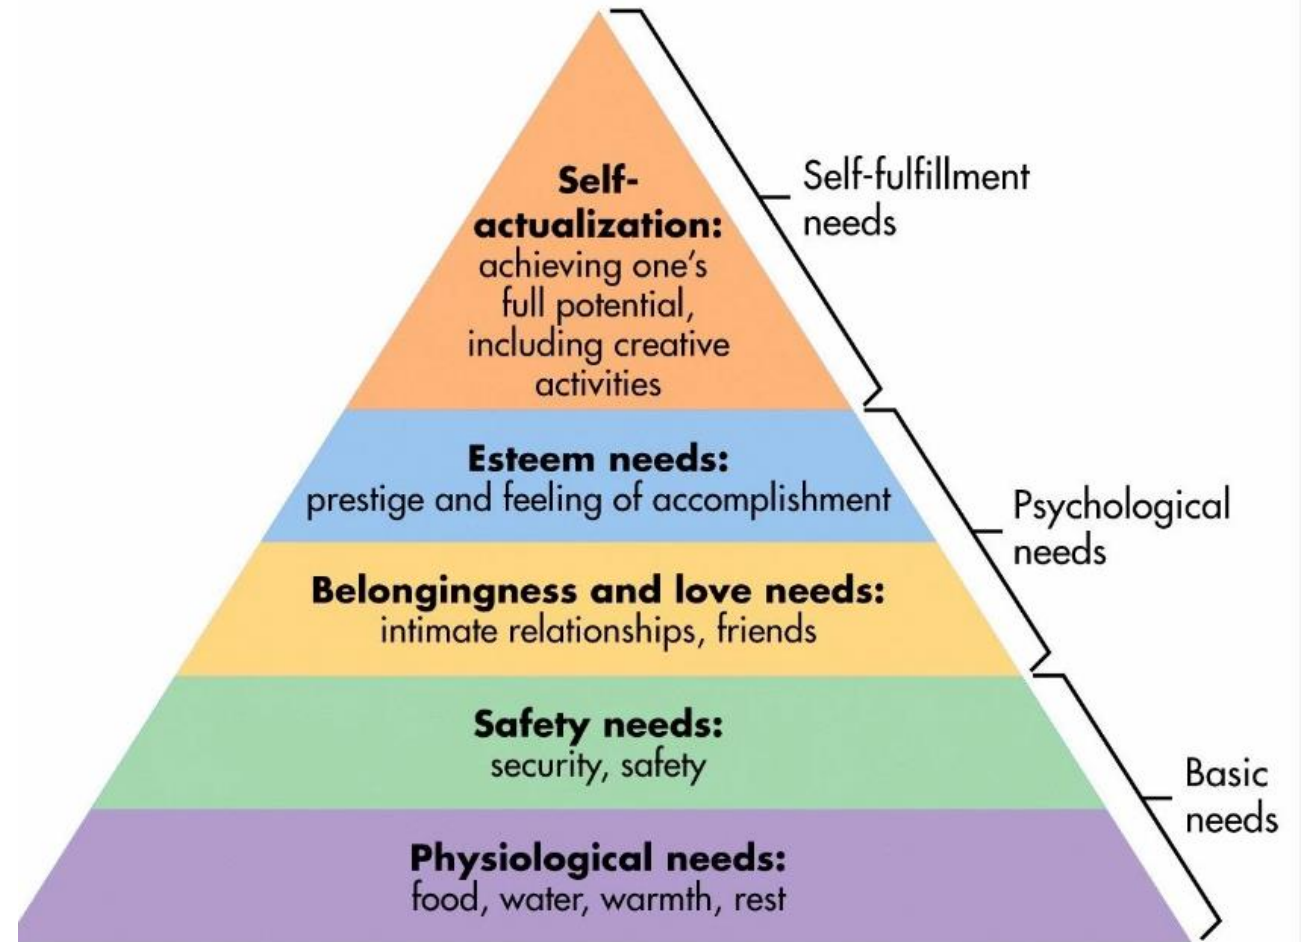 Self-
actualization:
achieving one's
full potential,
including creative
activities
Self-fulfillment
needs
Esteem needs:
prestige and feeling of accomplishment
Psychological
needs
Belongingness and love needs:
intimate relationships, friends
Safety needs:
security, safety
Basic
needs
Physiological needs:
food, water, warmth, rest